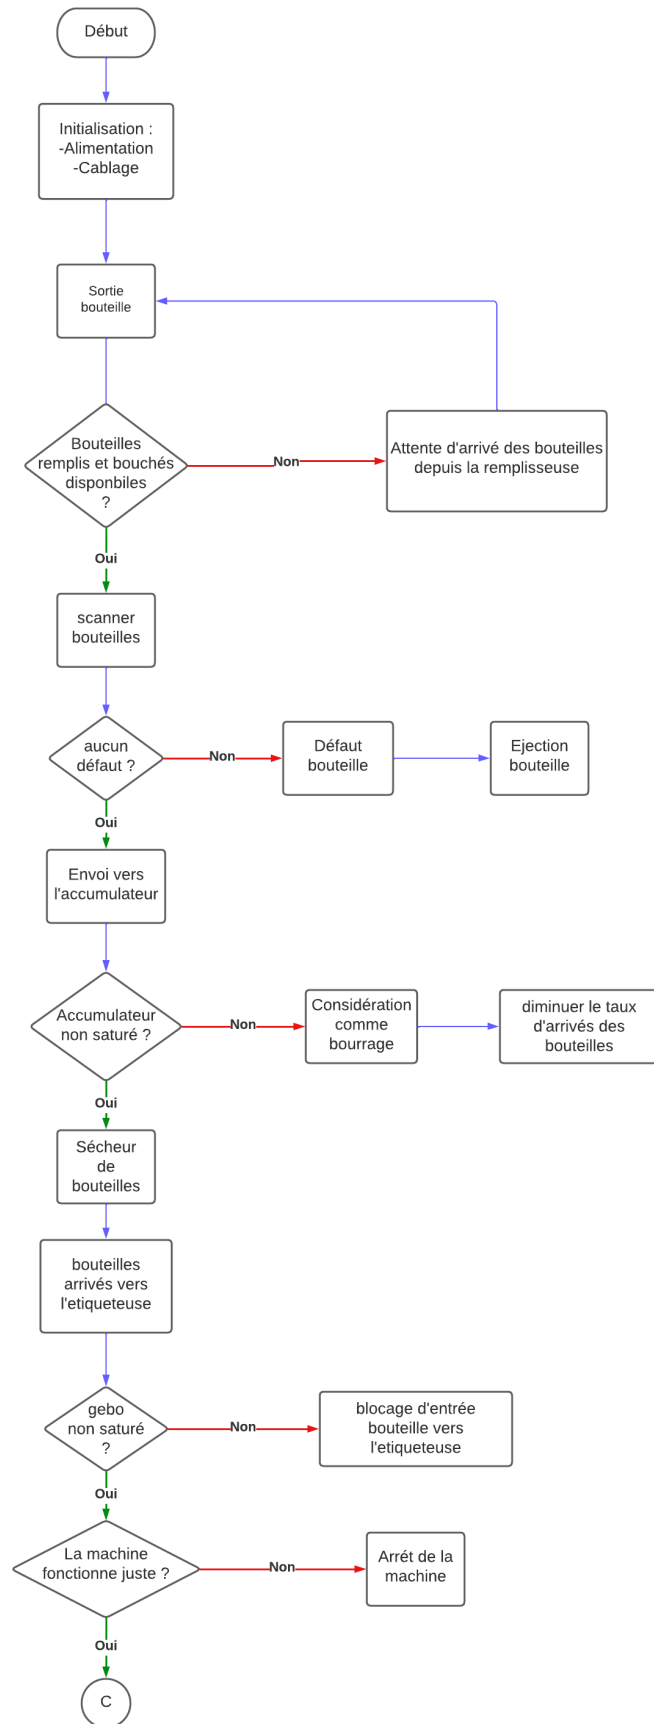 Début
Initialisation :
-Alimentation
-Cablage
Sortie
bouteille
Bouteilles
remplis et bouchés
disponbiles
?
Non
Attente d'arrivé des bouteilles
depuis la remplisseuse
Oui
scanner
bouteilles
aucun
défaut ?
Non
Défaut
bouteille
Ejection
bouteille
Oui
Envoi vers
l'accumulateur
Accumulateur
non saturé ?
Non
Considération
comme
bourrage
diminuer le taux
d'arrivés des
bouteilles
Oui
Sécheur
de
bouteilles
bouteilles
arrivés vers
l'etiqueteuse
gebo
non saturé
?
Non
blocage d'entrée
bouteille vers
l'etiqueteuse
Oui
La machine
fonctionne juste ?
Non
Arrét de la
machine
Oui
C